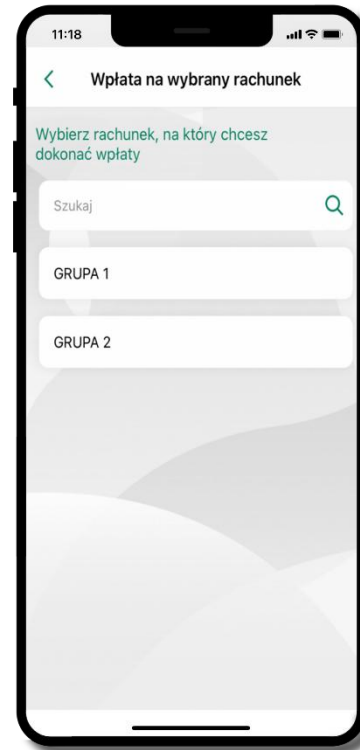 11:18
Wpłata na wybrany rachunek
Wybierz rachunek, na który chcesz
dokonać wpłaty
Szukaj
GRUPA 1
GRUPA 2